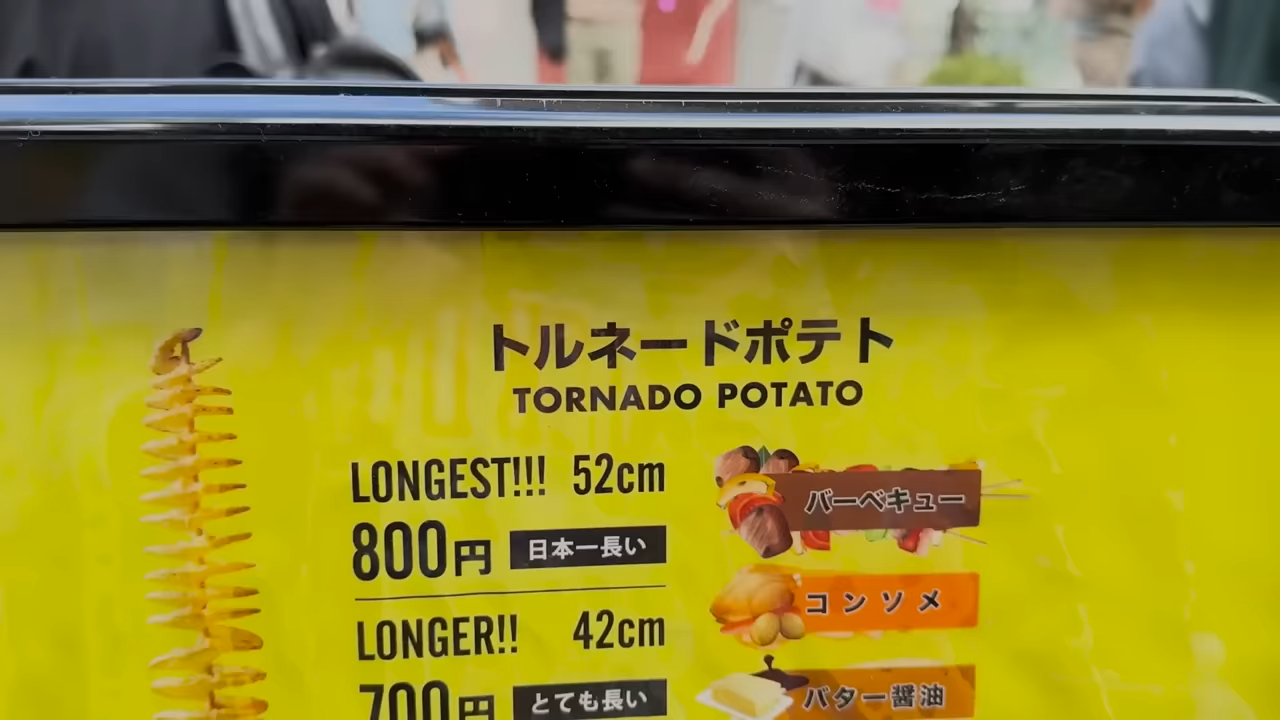 トルネードポテト
TORNADO POTATO
LONGEST!!! 52cm
800円 日本一長い
LONGER!! 42cm
700円 とても長い
バーベキュー
コンソメ
バター醤油